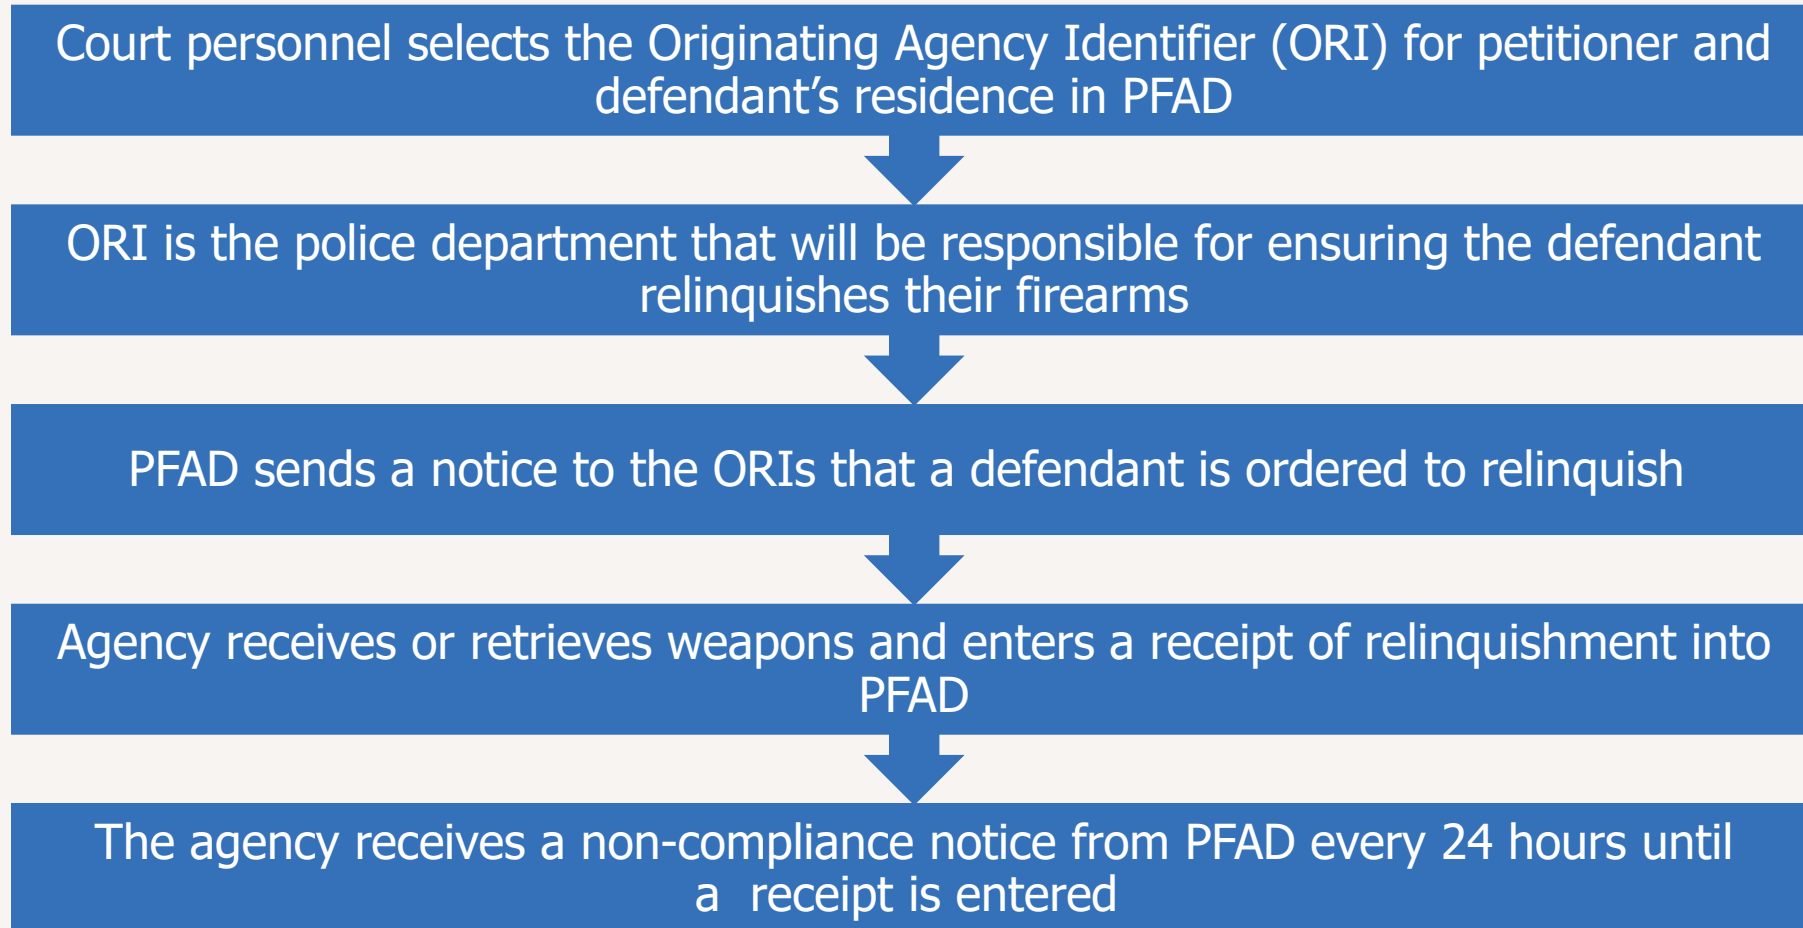 Court personnel selects the Originating Agency Identifier (ORI) for petitioner and
defendant’s residence in PFAD
ORI is the police department that will be responsible for ensuring the defendant
relinquishes their firearms
PFAD sends a notice to the ORIs that a defendant is ordered to relinquish
Agency receives or retrieves weapons and enters a receipt of relinquishment into
PFAD
The agency receives a non-compliance notice from PFAD every 24 hours until
a  receipt is entered